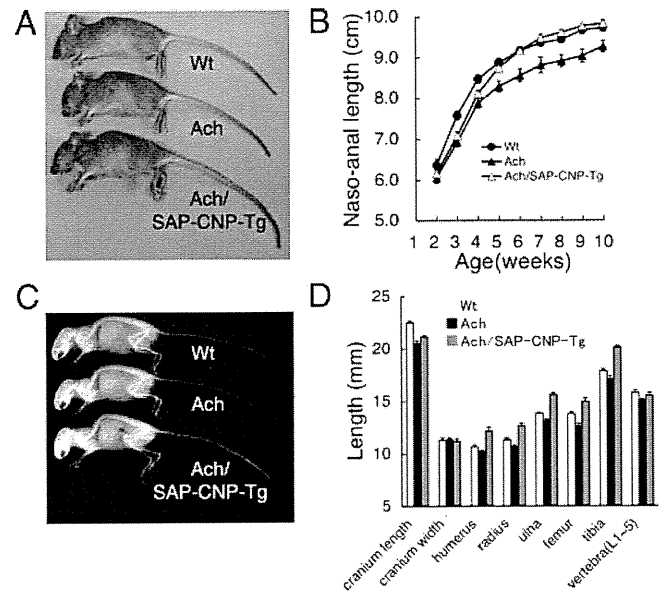 A
Wt
Ach
Ach/
SAP-CNP-Tg
B
Naso-anal length (cm)
10.0
9.0
8.0
7.0
6.0
5.0
Wt
Ach
Ach/SAP-CNP-Tg
1 2 3 4 5 6 7 8 9 10
Age(weeks)
C
Wt
Ach
Ach/
SAP-CNP-Tg
D
Length (mm)
25
20
15
10
5
Wt
Ach
Ach/SAP-CNP-Tg
cranium length
cranium width
humerus
radius
ulna
femur
tibia
vertebra(L1~5)